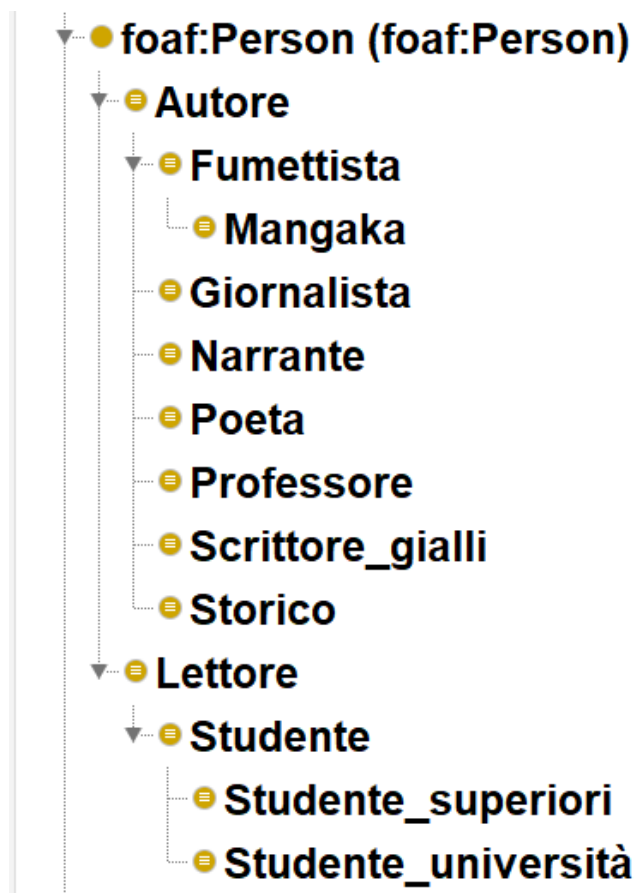 foaf:Person (foaf:Person)
Autore
Fumettista
Mangaka
Giornalista
Narrante
Poeta
Professore
Scrittore_gialli
Storico
Lettore
Studente
Studente_superiori
Studente_università